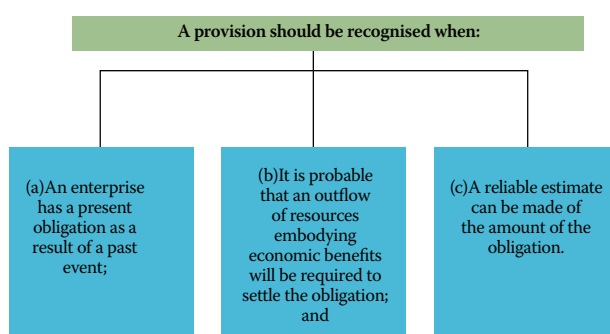 A provision should be recognised when:
(a)An enterprise
has a present
obligation as a
result of a past
event;
(b)It is probable
that an outflow
of resources
embodying
economic benefits
will be required to
settle the obligation;
and
(c)A reliable estimate
can be made of
the amount of the
obligation.